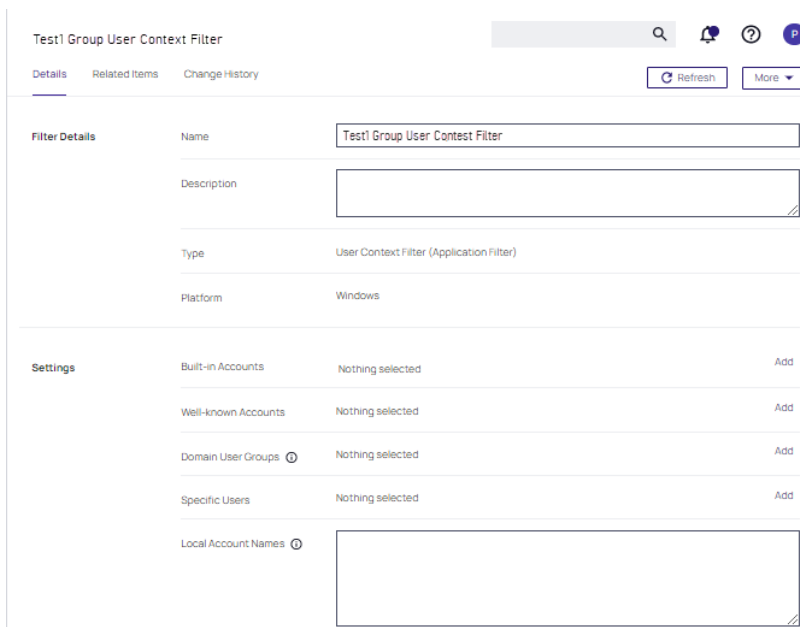 Test1 Group User Context Filter
P
Details Related Items Change History Refresh More
Filter Details Name Test1 Group User Contest Filter
Description
Type User Context Filter (Application Filter)
Platform Windows
Settings Built-in Accounts Nothing selected Add
Well-known Accounts Nothing selected Add
Domain User Groups Nothing selected Add
Specific Users Nothing selected Add
Local Account Names